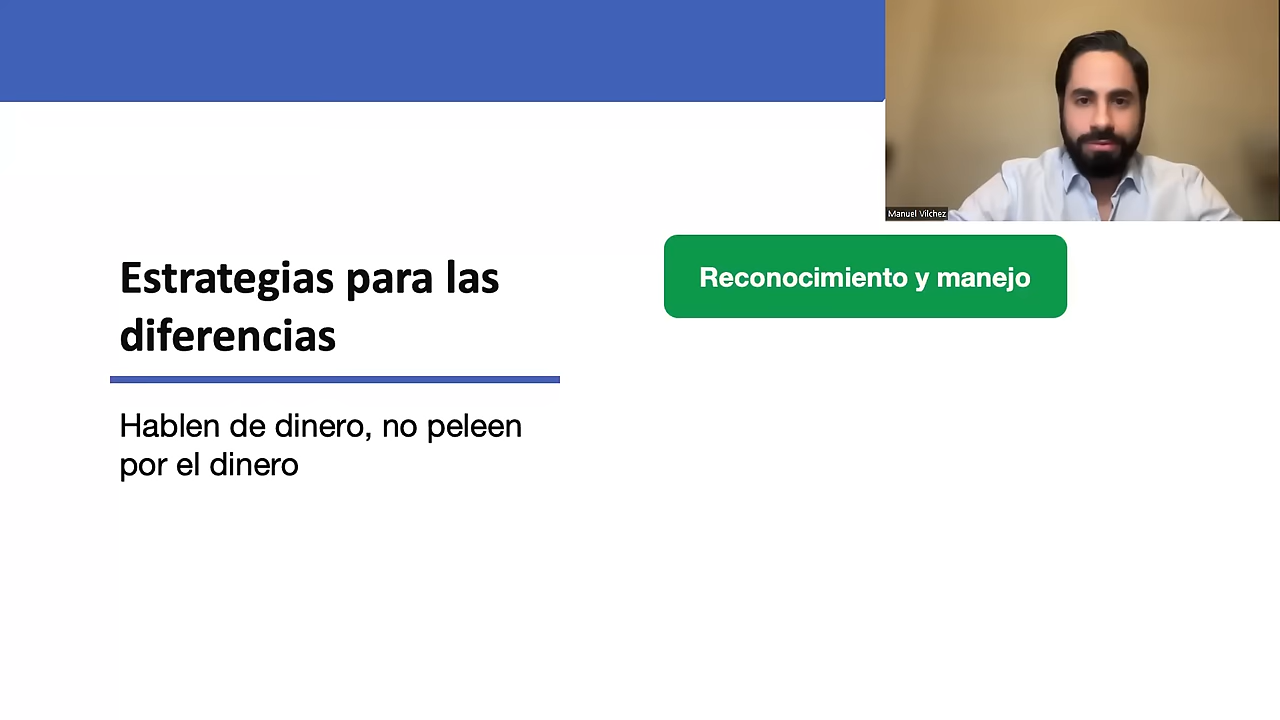 Manuel Vilchez
Estrategias para las
diferencias
Hablen de dinero, no peleen
por el dinero
Reconocimiento y manejo